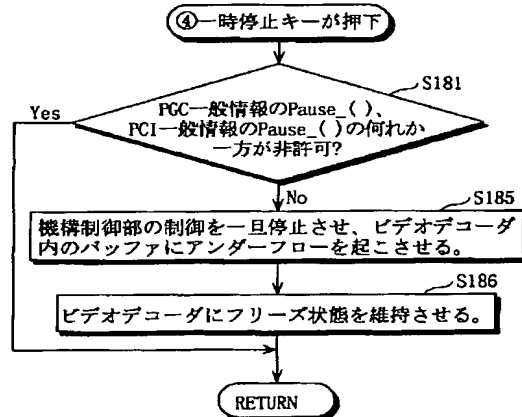 ④一時停止キーが押下
S181
PGC一般情報のPause_( )、
PCI一般情報のPause_( )の何れか
一方が非許可?
Yes
No
S185
機構制御部の制御を一旦停止させ、ビデオデコーダ
内のバッファにアンダーフローを起こさせる。
S186
ビデオデコーダにフリーズ状態を維持させる。
RETURN